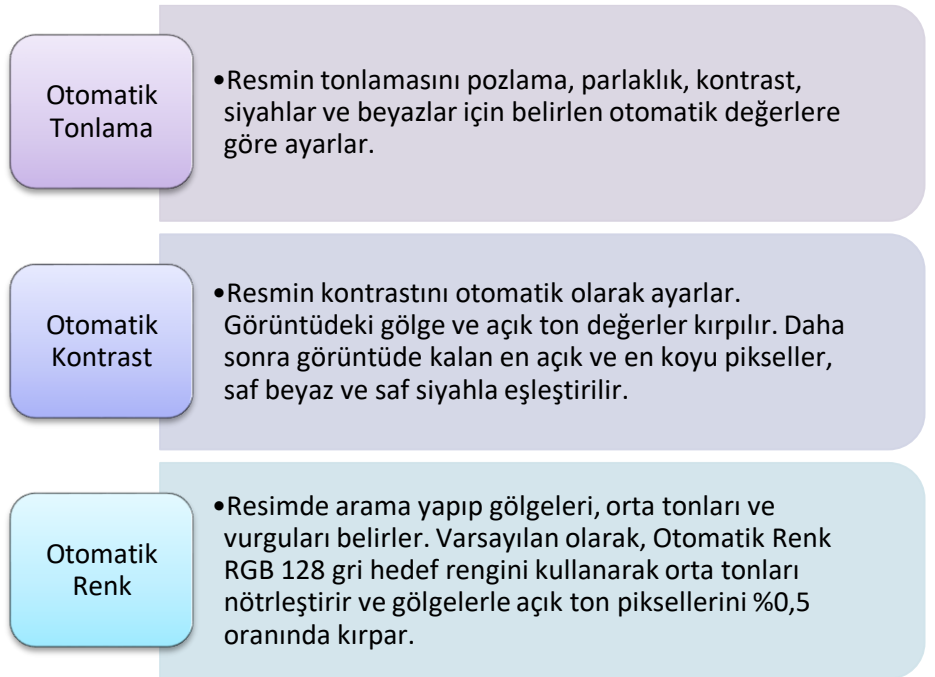 Otomatik
Tonlama
•Resmin tonlamasını pozlama, parlaklık, kontrast,
siyahlar ve beyazlar için belirlen otomatik değerlere
göre ayarlar.
Otomatik
Kontrast
•Resmin kontrastını otomatik olarak ayarlar.
Görüntüdeki gölge ve açık ton değerler kırpılır. Daha
sonra görüntüde kalan en açık ve en koyu pikseller,
saf beyaz ve saf siyahla eşleştirilir.
Otomatik
Renk
•Resimde arama yapıp gölgeleri, orta tonları ve
vurguları belirler. Varsayılan olarak, Otomatik Renk
RGB 128 gri hedef rengini kullanarak orta tonları
nötrleştirir ve gölgelerle açık ton piksellerini %0,5
oranında kırpar.